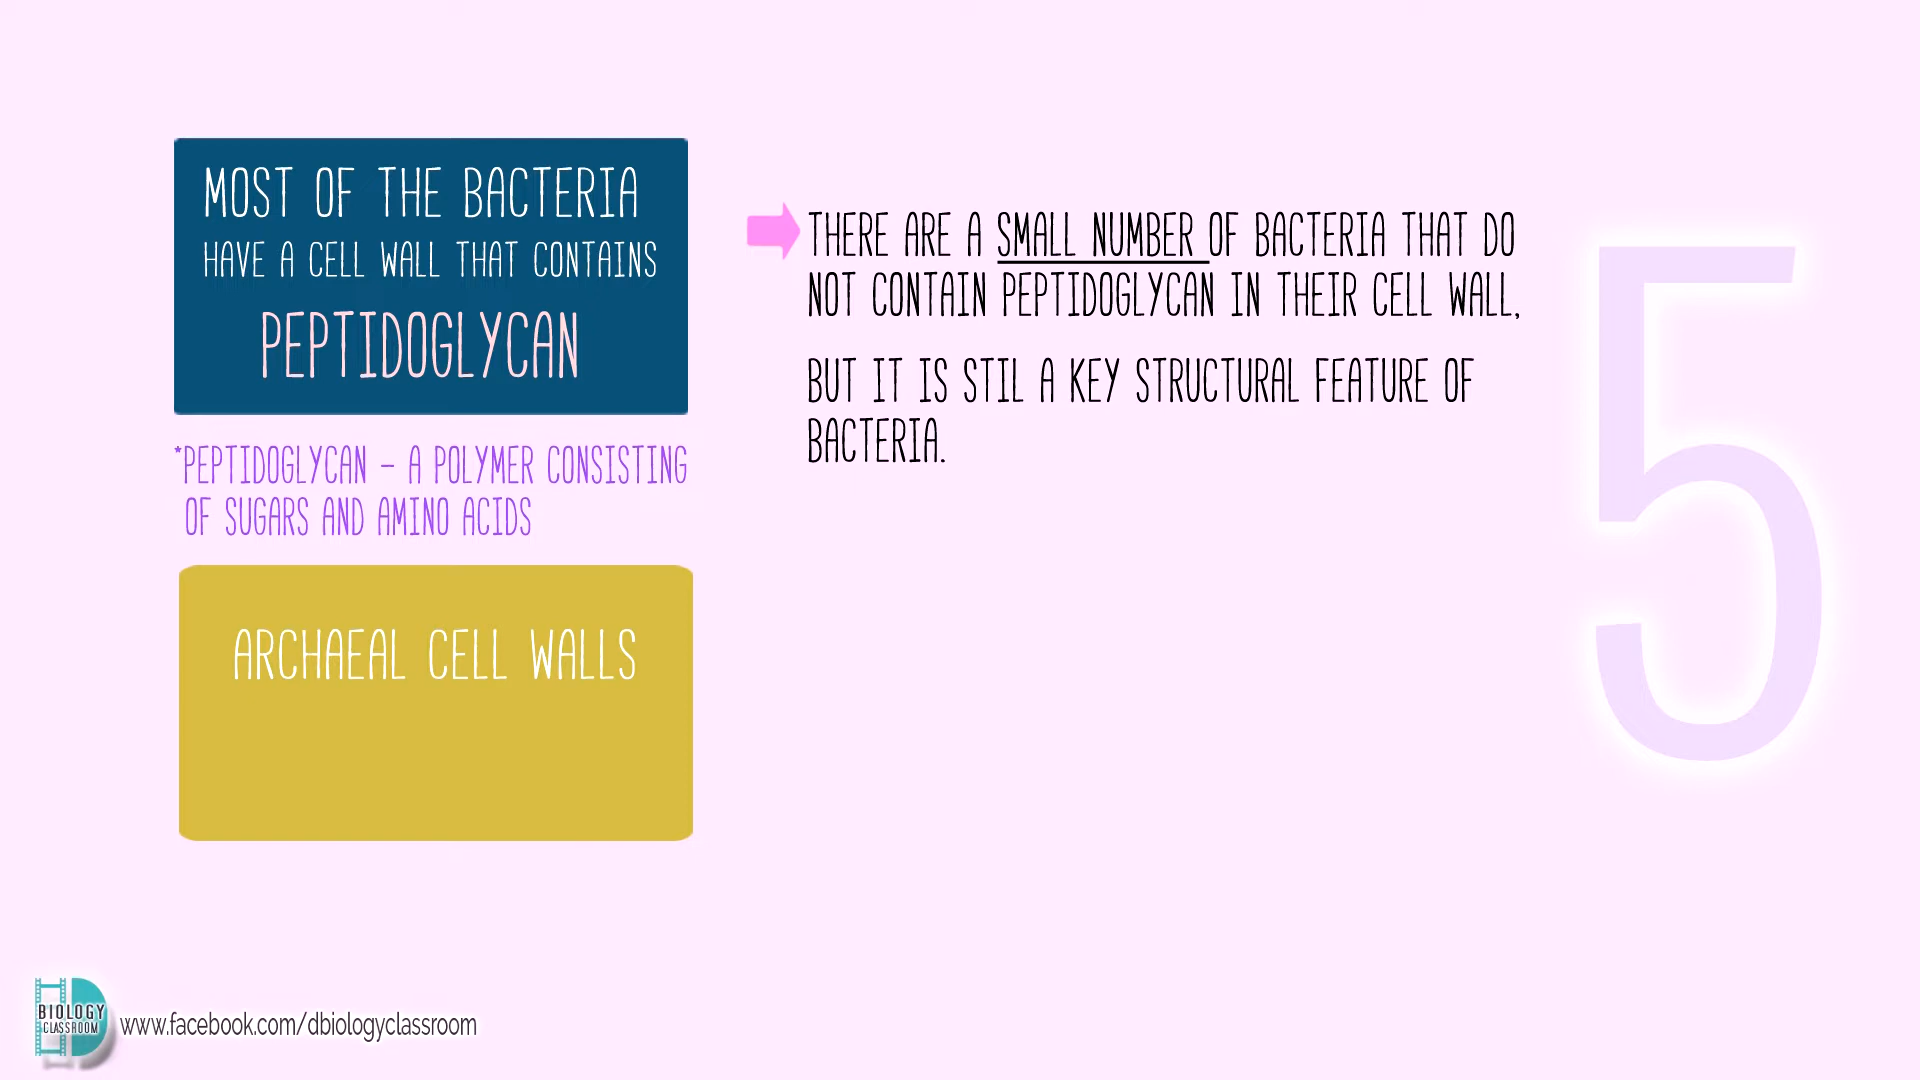 MOST OF THE BACTERIA
HAVE A CELL WALL THAT CONTAINS
PEPTIDOGLYCAN
*PEPTIDOGLYCAN - A POLYMER CONSISTING
OF SUGARS AND AMINO ACIDS
ARCHAEAL CELL WALLS
THERE ARE A SMALL NUMBER OF BACTERIA THAT DO
NOT CONTAIN PEPTIDOGLYCAN IN THEIR CELL WALL,
BUT IT IS STIL A KEY STRUCTURAL FEATURE OF
BACTERIA.
5
BIOLOGY
CLASSROOM
www.facebook.com/dbiologyclassroom